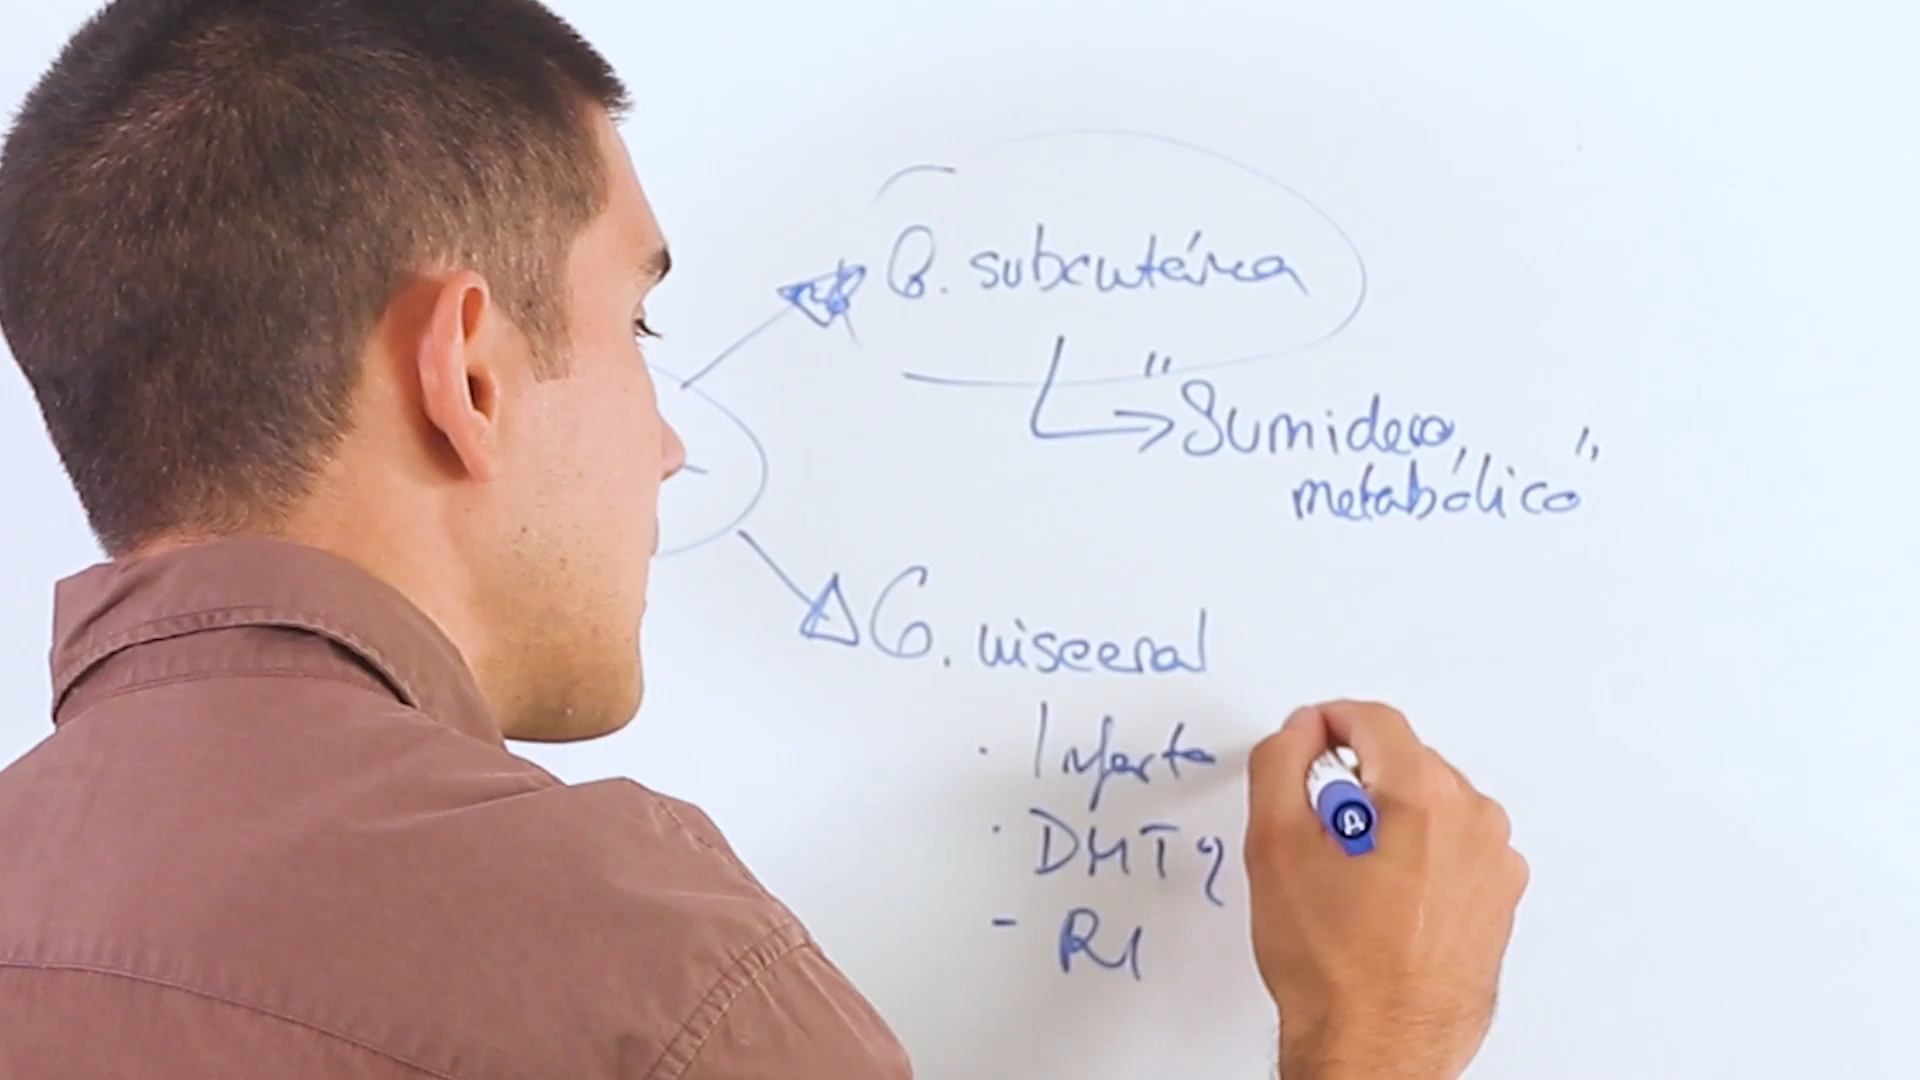 G. subcutánea
"Sumidero
metabólico"
G. visceral
· Infarto
· DMT2
- RI